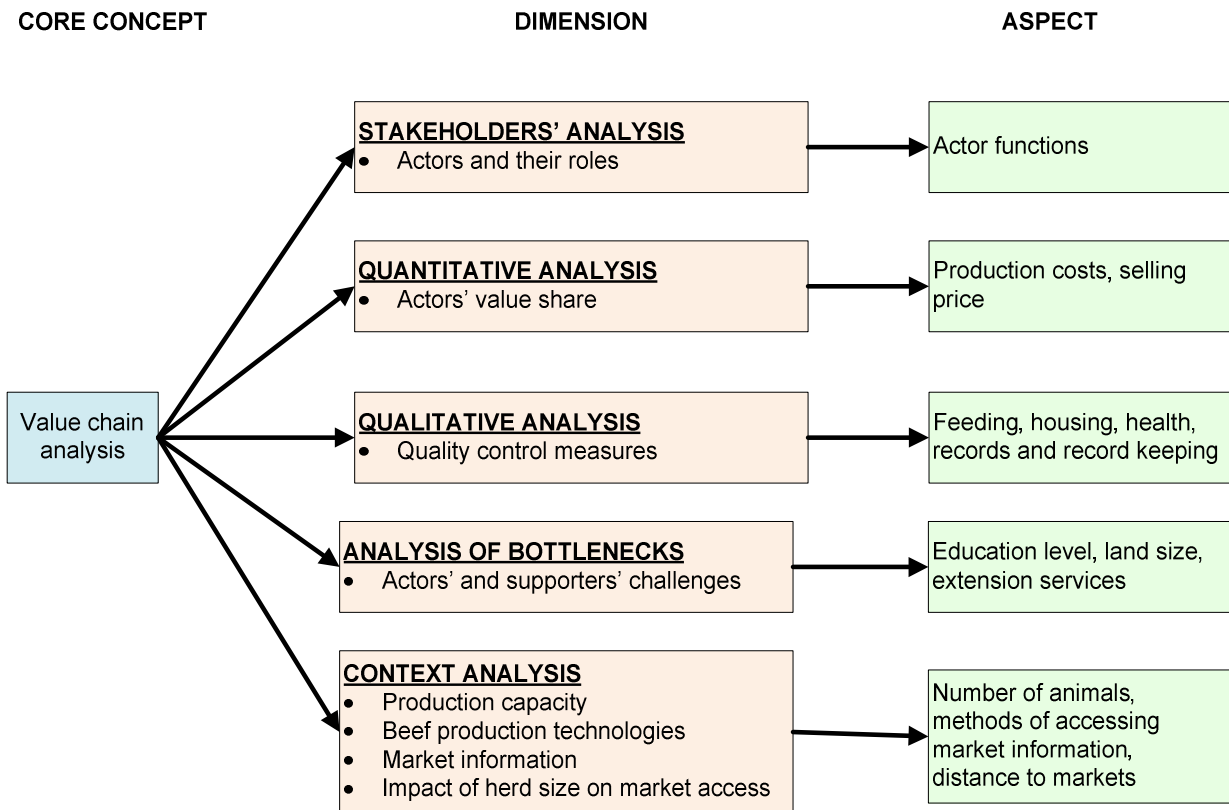 CORE CONCEPT
DIMENSION
ASPECT
STAKEHOLDERS’ ANALYSIS
• Actors and their roles
Actor functions
QUANTITATIVE ANALYSIS
• Actors’ value share
Production costs, selling
price
Value chain
analysis
QUALITATIVE ANALYSIS
• Quality control measures
Feeding, housing, health,
records and record keeping
ANALYSIS OF BOTTLENECKS
• Actors’ and supporters’ challenges
Education level, land size,
extension services
CONTEXT ANALYSIS
• Production capacity
• Beef production technologies
• Market information
• Impact of herd size on market access
Number of animals,
methods of accessing
market information,
distance to markets